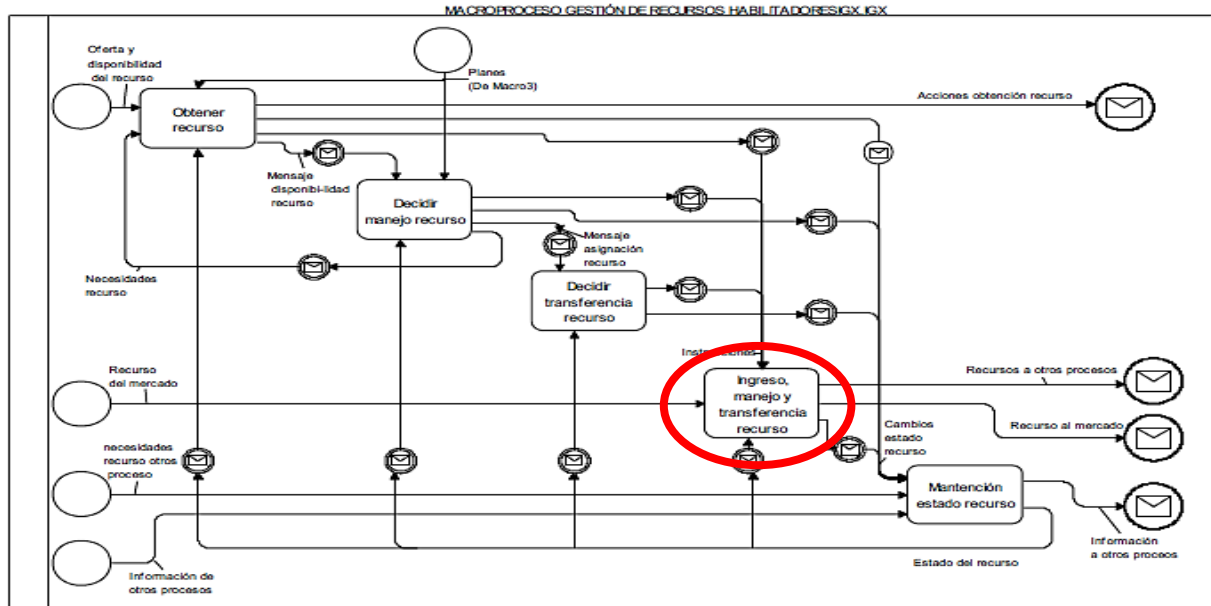 MACROPROCESO GESTIÓN DE RECURSOS HABILITADORESIGX.IGX
Oferta y
disponibilidad
del recurso
Planes
(De Macro3)
Acciones obtención recurso
Obtener
recurso
Mensaje
disponibi-lidad
recurso
Decidir
manejo recurso
Mensaje
asignación
recurso
Necesidades
recurso
Decidir
transferencia
recurso
Recurso
del mercado
Ingreso,
manejo y
transferencia
recurso
Recursos a otros procesos
Recurso al mercado
Cambios
estado
recurso
necesidades
recurso otros
proceso
Mantención
estado recurso
Información
a otros proceos
Estado del recurso
Información de
otros procesos